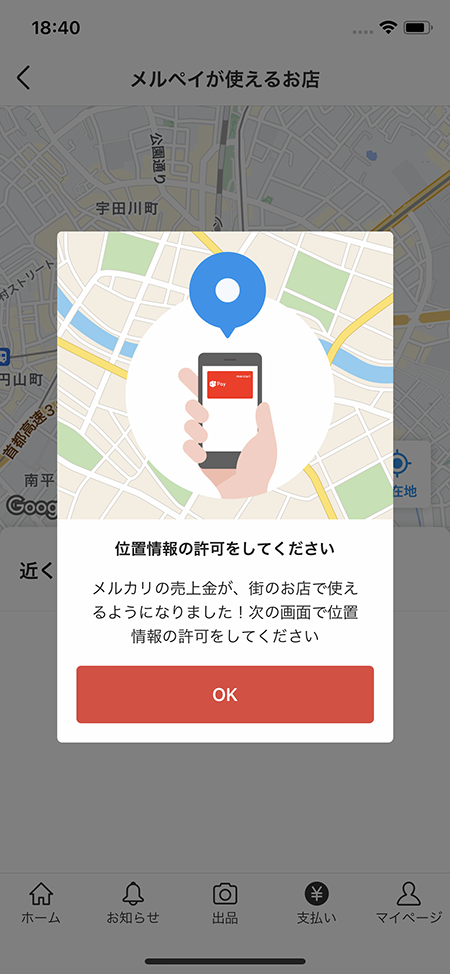 18:40
メルペイが使えるお店
公園通り
宇田川町
村ストリート
円山町
首都高速3
南平
Goog
在地
Pay
位置情報の許可をしてください
近く
メルカリの売上金が、街のお店で使え
るようになりました！次の画面で位置
情報の許可をしてください
OK
ホーム
お知らせ
出品
支払い
マイページ